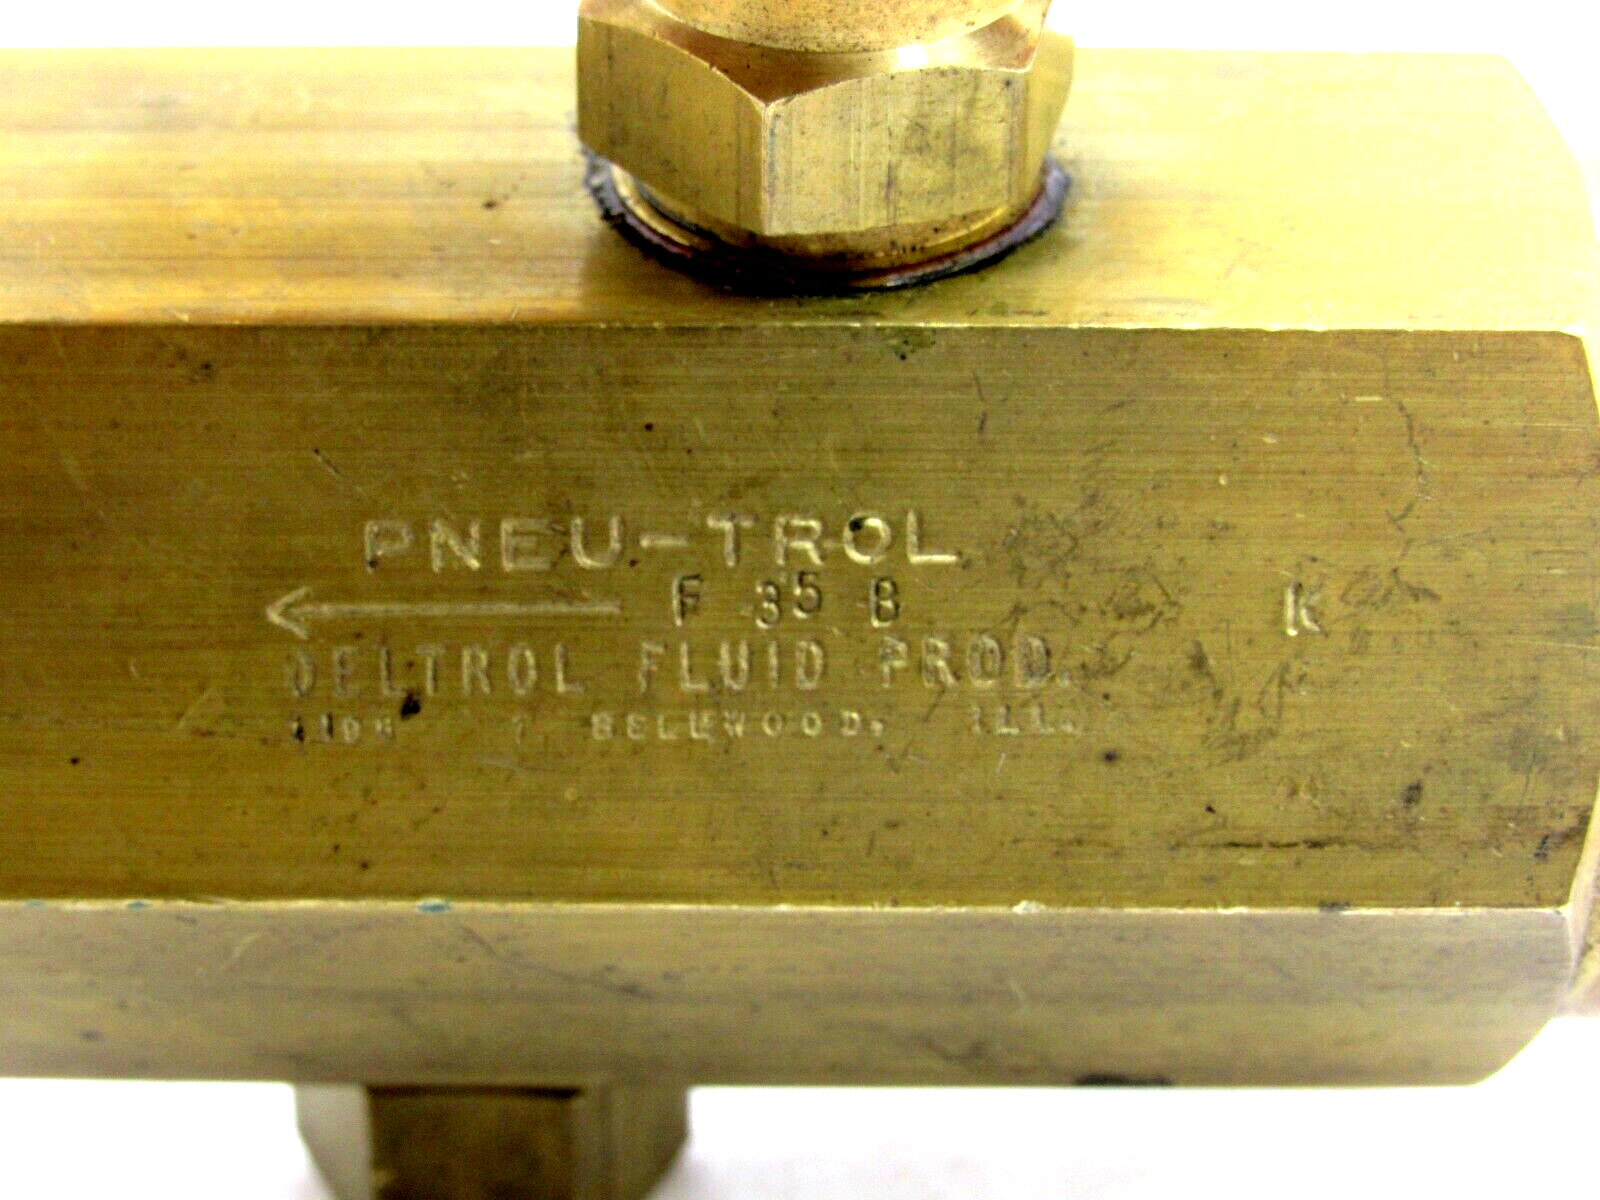 PNEU-TROL
F 35 B K
DELTROL FLUID PROD.
BELLWOOD, ILL.